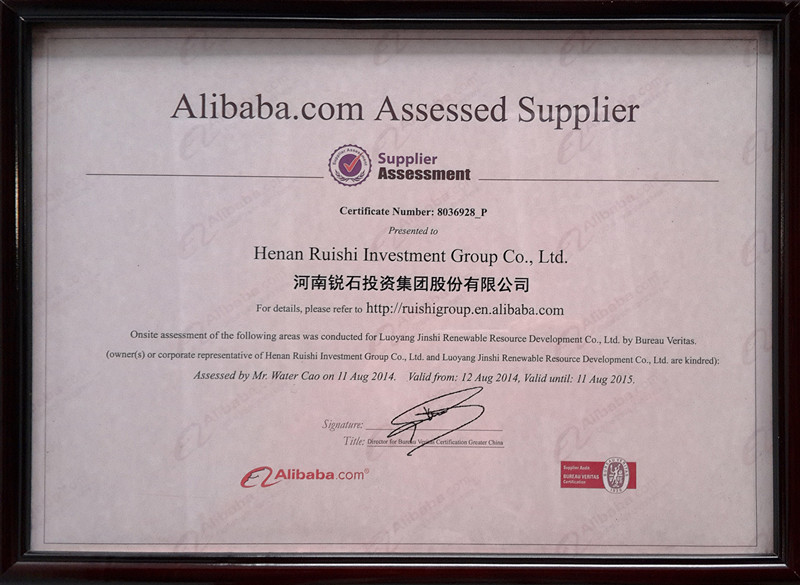 Alibaba.com Assessed Supplier
Supplier Assessment
Supplier
Assessment
Certificate Number: 8036928_P
Presented to
Henan Ruishi Investment Group Co., Ltd.
河南锐石投资集团股份有限公司
For details, please refer to http://ruishigroup.en.alibaba.com
Onsite assessment of the following areas was conducted for Luoyang Jinshi Renewable Resource Development Co., Ltd. by Bureau Veritas.
(owner(s) or corporate representative of Henan Ruishi Investment Group Co., Ltd. and Luoyang Jinshi Renewable Resource Development Co., Ltd. are kindred):
Assessed by Mr. Water Cao on 11 Aug 2014. Valid from: 12 Aug 2014, Valid until: 11 Aug 2015.
Signature:
Title: Director for Bureau Veritas Certification Greater China
Alibaba.com®
Supplier Audit
BUREAU VERITAS
Certification